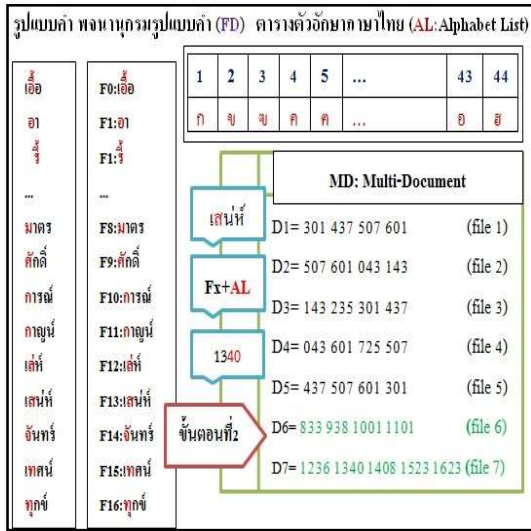 รูปแบบคำ พจนานุกรมรูปแบบคำ (FD) ตารางตัวอักษาภาษาไทย (AL:Alphabet List)
เอื้อ
อา
รี้
...
มาตร
ศักดิ์
การณ์
กาญน์
เล่ห์
เสน่ห์
จันทร์
เทศน์
ทุกข์
F0:เอื้อ
F1:อา
F1:รี้
...
F8:มาตร
F9:ศักดิ์
F10:การณ์
F11:กาญน์
F12:เล่ห์
F13:เสน่ห์
F14:จันทร์
F15:เทศน์
F16:ทุกข์
1 2 3 4 5 ... 43 44
ก ข ฃ ค ฅ ... อ ฮ
เสน่ห์
Fx+AL
1340
ขั้นตอนที่2
MD: Multi-Document
D1= 301 437 507 601 (file 1)
D2= 507 601 043 143 (file 2)
D3= 143 235 301 437 (file 3)
D4= 043 601 725 507 (file 4)
D5= 437 507 601 301 (file 5)
D6= 833 938 1001 1101 (file 6)
D7= 1236 1340 1408 1523 1623 (file 7)